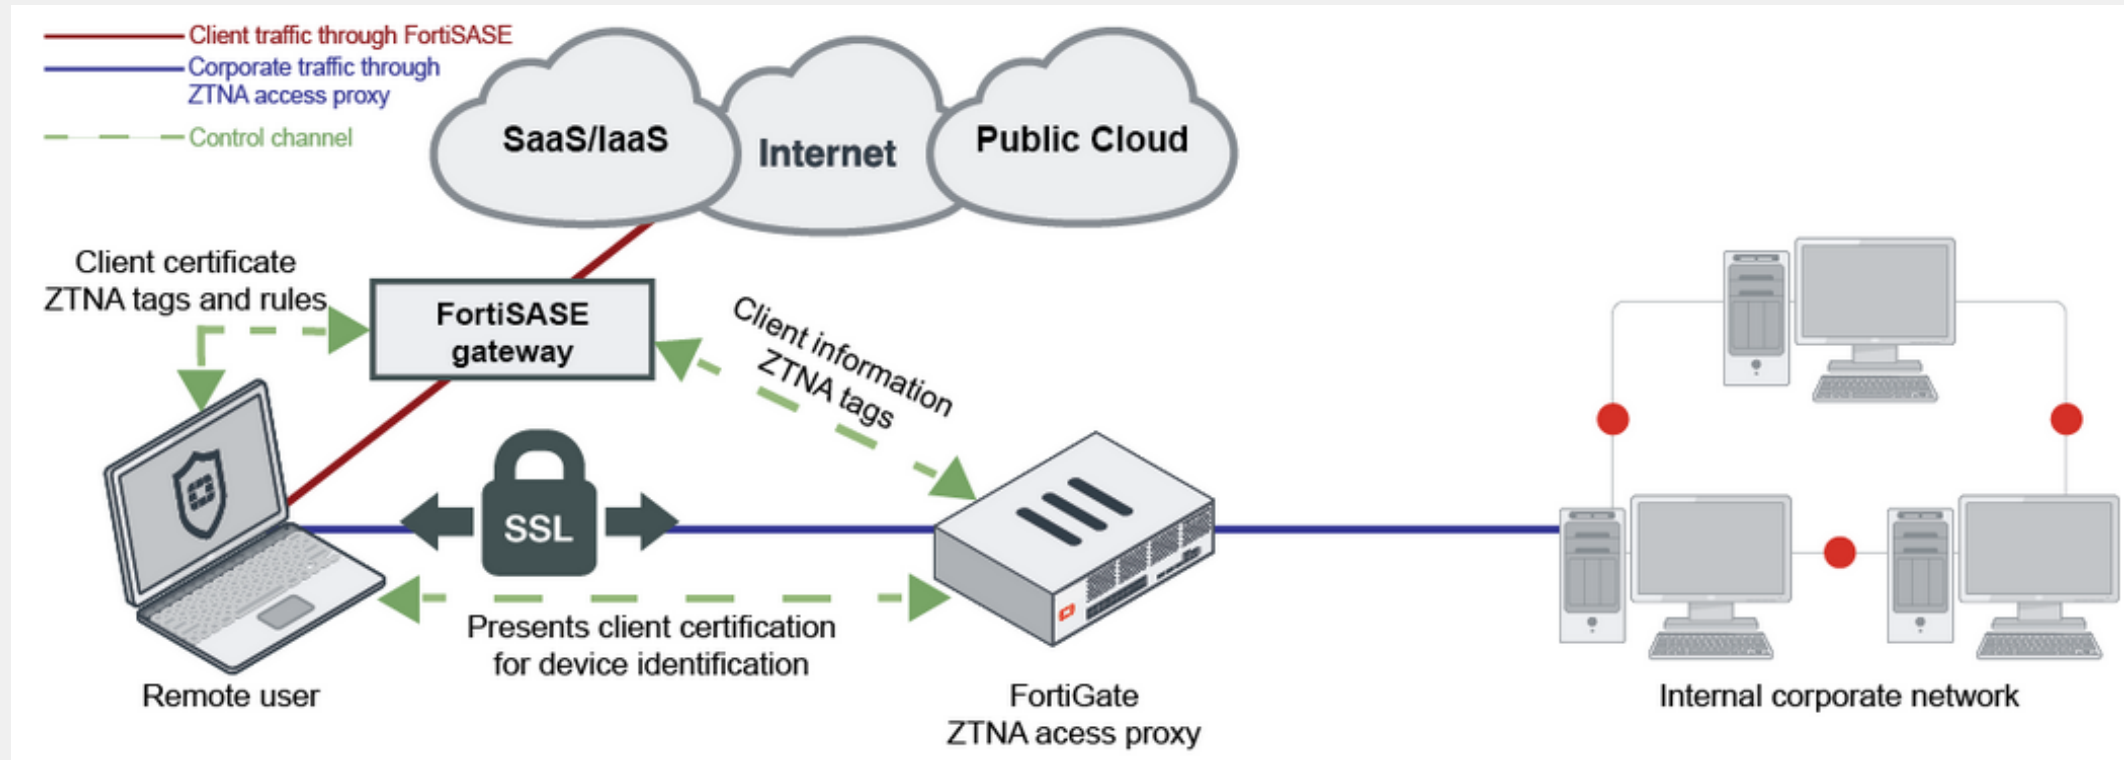 Client traffic through FortiSASE
Corporate traffic through
ZTNA access proxy
Control channel
SaaS/IaaS
Internet
Public Cloud
Client certificate
ZTNA tags and rules
FortiSASE
gateway
Client information
ZTNA tags
SSL
Presents client certification
for device identification
Remote user
FortiGate
ZTNA acess proxy
Internal corporate network